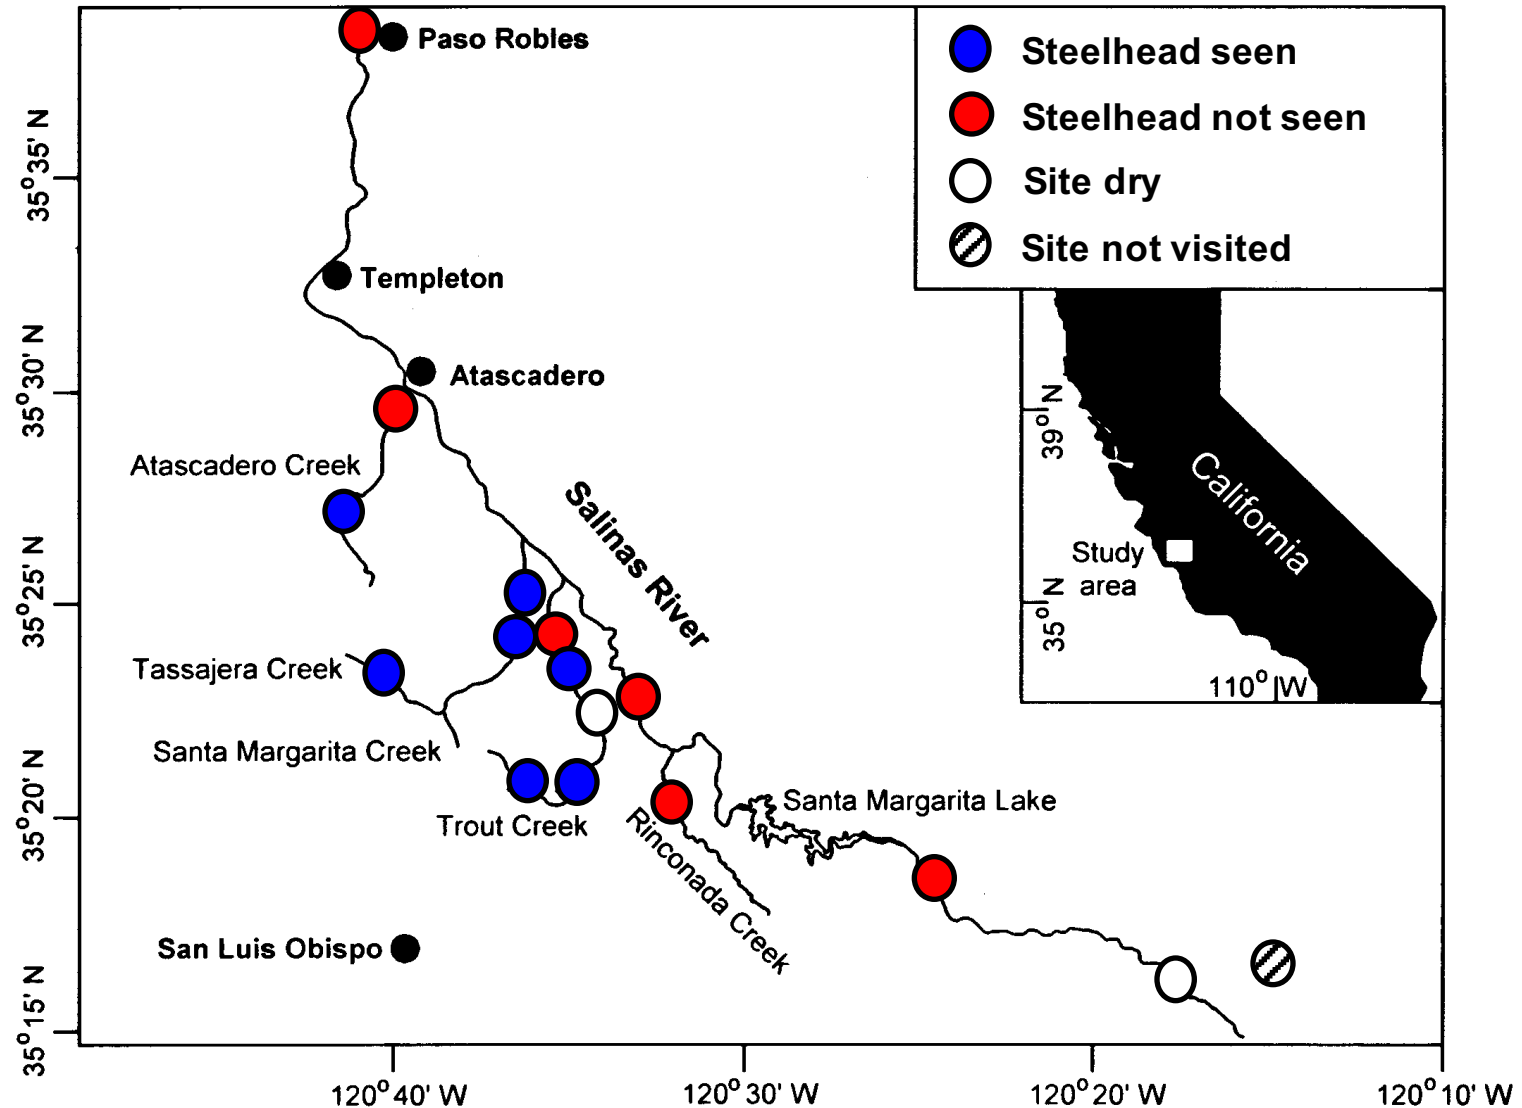 Paso Robles
Steelhead seen
Steelhead not seen
Site dry
Site not visited
35° 35' N
Templeton
35° 30' N
Atascadero
Atascadero Creek
Salinas River
39° N
California
Study
area
35° N
110° W
35° 25' N
Tassajera Creek
Santa Margarita Creek
35° 20' N
Trout Creek
Santa Margarita Lake
Rinconada Creek
San Luis Obispo
35° 15' N
120° 40' W
120° 30' W
120° 20' W
120° 10' W